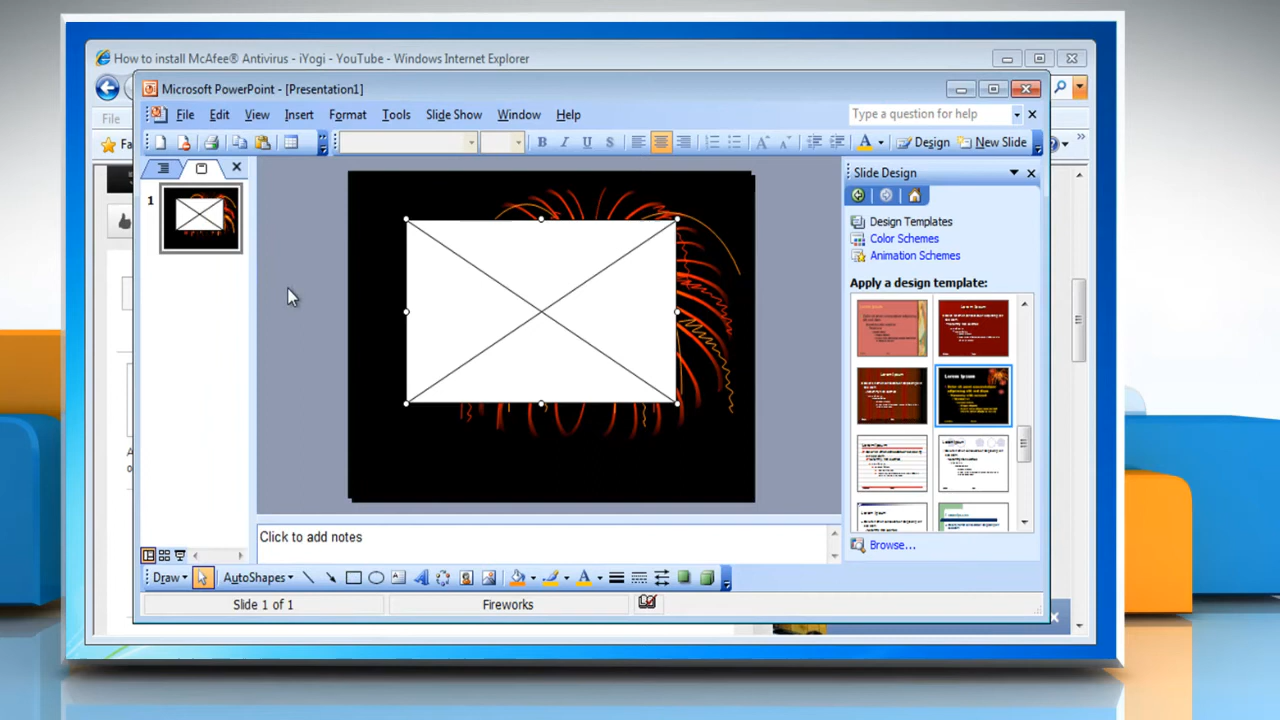 How to install McAfee® Antivirus - iYogi - YouTube - Windows Internet Explorer
Microsoft PowerPoint - [Presentation1]
File Edit View Insert Format Tools Slide Show Window Help
Type a question for help
B I U S
A
Design
New Slide
File
Fa
Slide Design
1
Design Templates
Color Schemes
Animation Schemes
Apply a design template:
Click to add notes
Browse...
Draw
AutoShapes
A
Slide 1 of 1
Fireworks